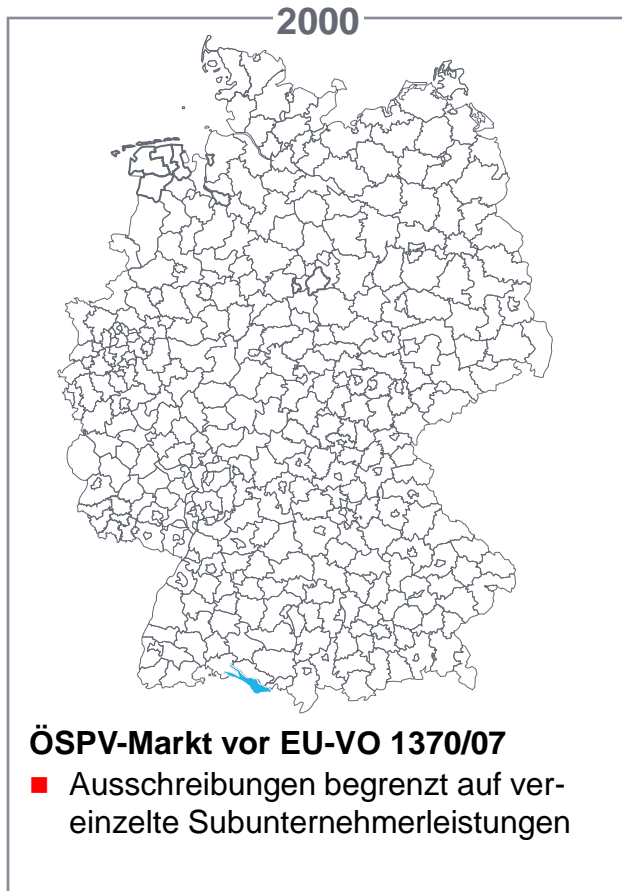 2000
ÖSPV-Markt vor EU-VO 1370/07
Ausschreibungen begrenzt auf ver-
einzelte Subunternehmerleistungen